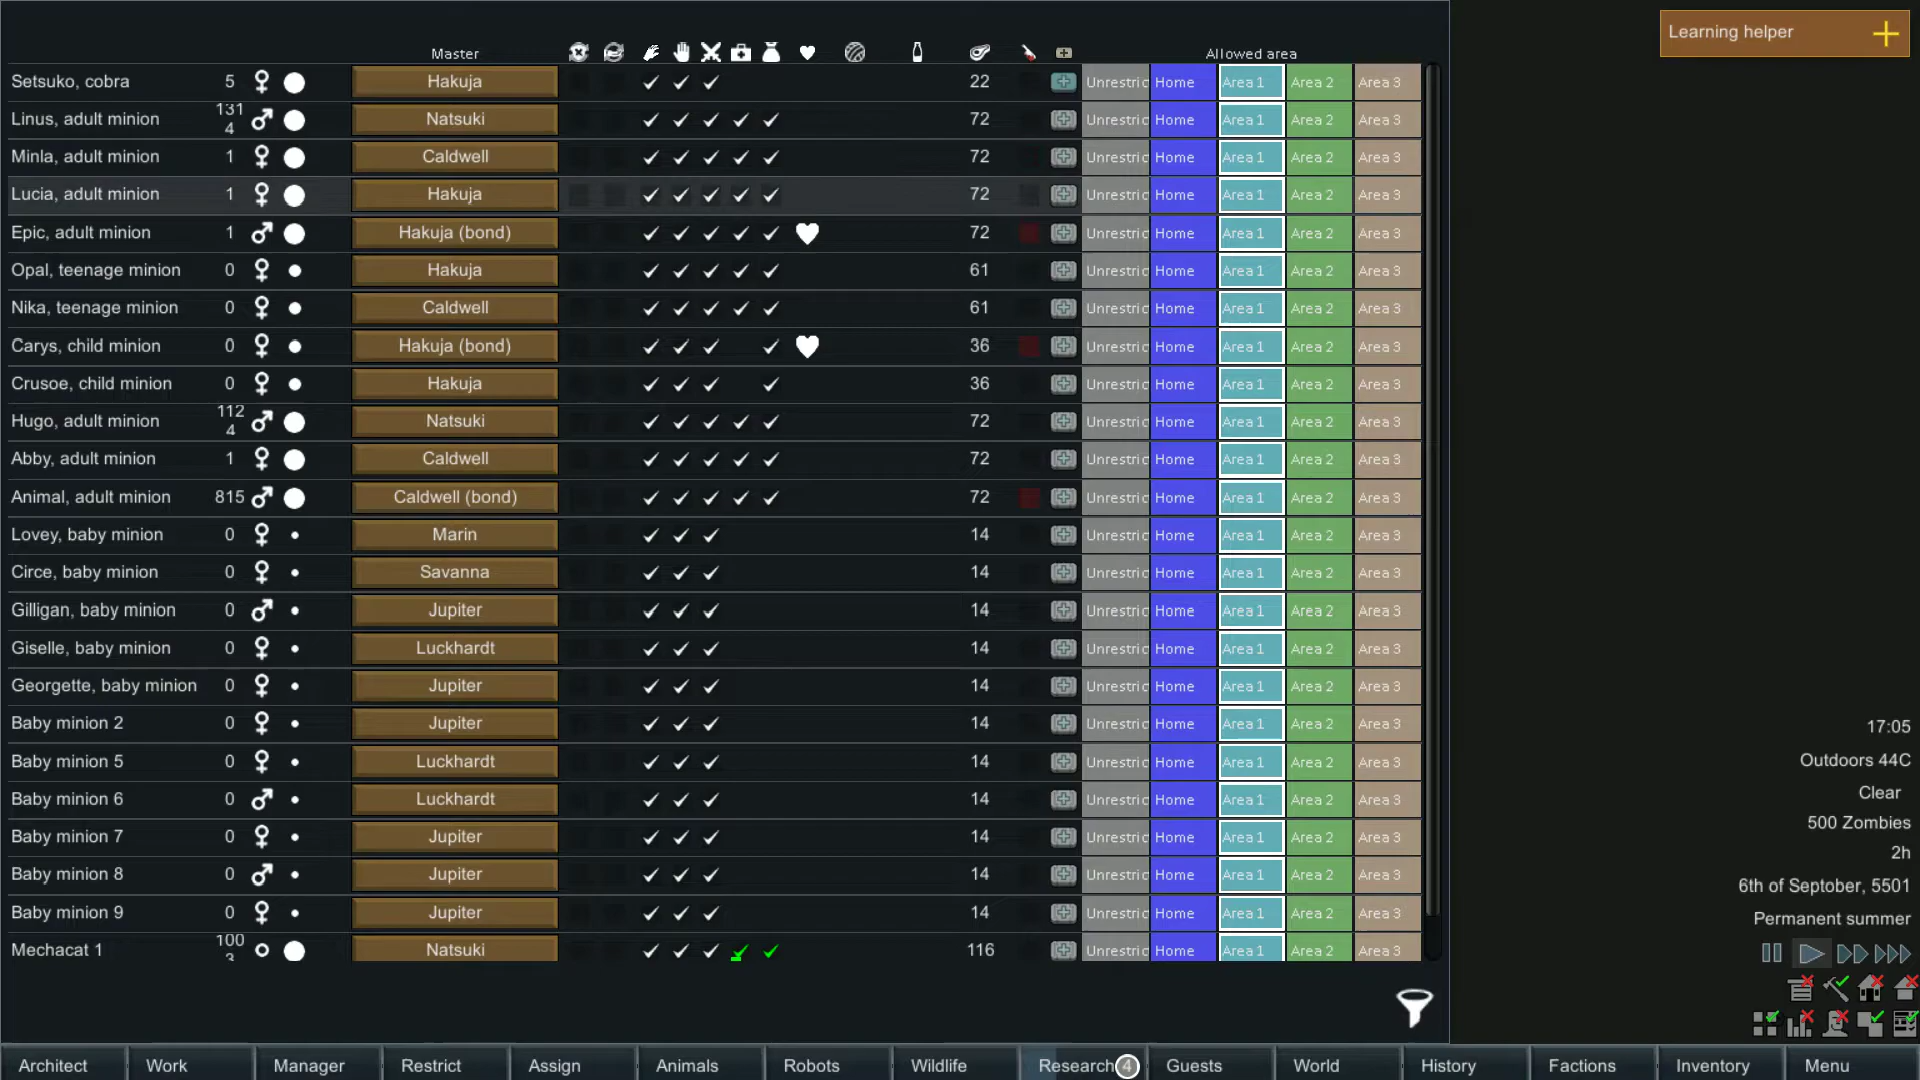 Learning helper
Master Allowed area
Setsuko, cobra 5 Hakuja 22 Unrestric Home Area 1 Area 2 Area 3
Linus, adult minion 131 4 Natsuki 72 Unrestric Home Area 1 Area 2 Area 3
Minla, adult minion 1 Caldwell 72 Unrestric Home Area 1 Area 2 Area 3
Lucia, adult minion 1 Hakuja 72 Unrestric Home Area 1 Area 2 Area 3
Epic, adult minion 1 Hakuja (bond) 72 Unrestric Home Area 1 Area 2 Area 3
Opal, teenage minion 0 Hakuja 61 Unrestric Home Area 1 Area 2 Area 3
Nika, teenage minion 0 Caldwell 61 Unrestric Home Area 1 Area 2 Area 3
Carys, child minion 0 Hakuja (bond) 36 Unrestric Home Area 1 Area 2 Area 3
Crusoe, child minion 0 Hakuja 36 Unrestric Home Area 1 Area 2 Area 3
Hugo, adult minion 112 4 Natsuki 72 Unrestric Home Area 1 Area 2 Area 3
Abby, adult minion 1 Caldwell 72 Unrestric Home Area 1 Area 2 Area 3
Animal, adult minion 815 Caldwell (bond) 72 Unrestric Home Area 1 Area 2 Area 3
Lovey, baby minion 0 Marin 14 Unrestric Home Area 1 Area 2 Area 3
Circe, baby minion 0 Savanna 14 Unrestric Home Area 1 Area 2 Area 3
Gilligan, baby minion 0 Jupiter 14 Unrestric Home Area 1 Area 2 Area 3
Giselle, baby minion 0 Luckhardt 14 Unrestric Home Area 1 Area 2 Area 3
Georgette, baby minion 0 Jupiter 14 Unrestric Home Area 1 Area 2 Area 3
Baby minion 2 0 Jupiter 14 Unrestric Home Area 1 Area 2 Area 3
Baby minion 5 0 Luckhardt 14 Unrestric Home Area 1 Area 2 Area 3
Baby minion 6 0 Luckhardt 14 Unrestric Home Area 1 Area 2 Area 3
Baby minion 7 0 Jupiter 14 Unrestric Home Area 1 Area 2 Area 3
Baby minion 8 0 Jupiter 14 Unrestric Home Area 1 Area 2 Area 3
Baby minion 9 0 Jupiter 14 Unrestric Home Area 1 Area 2 Area 3
Mechacat 1 100 Natsuki 116 Unrestric Home Area 1 Area 2 Area 3
17:05
Outdoors 44C
Clear
500 Zombies
2h
6th of Septober, 5501
Permanent summer
Architect Work Manager Restrict Assign Animals Robots Wildlife Research 4 Guests World History Factions Inventory Menu